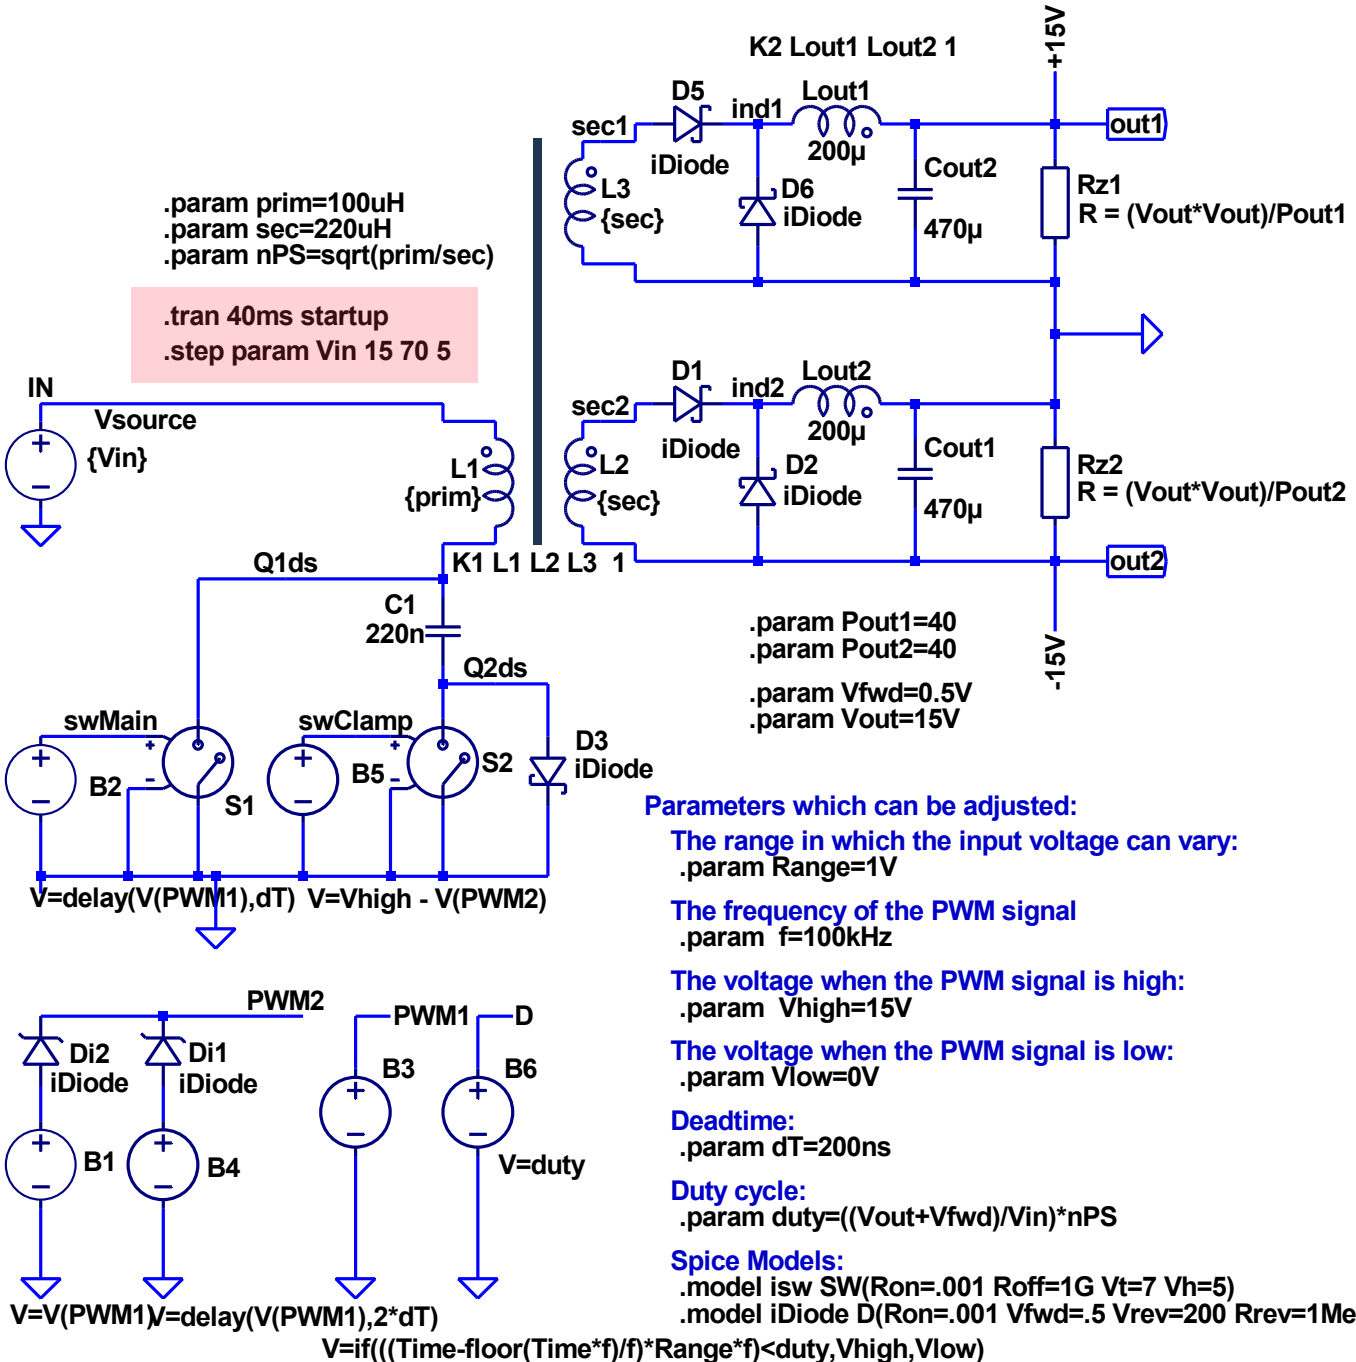 K2 Lout1 Lout2 1
+15V
D5
ind1
Lout1
out1
sec1
iDiode
200µ
Cout2
L3
{sec}
D6
iDiode
470µ
Rz1
R = (Vout*Vout)/Pout1
.param prim=100uH
.param sec=220uH
.param nPS=sqrt(prim/sec)
.tran 40ms startup
.step param Vin 15 70 5
IN
Vsource
{Vin}
L1
{prim}
D1
ind2
Lout2
sec2
iDiode
200µ
Cout1
L2
{sec}
D2
iDiode
470µ
Rz2
R = (Vout*Vout)/Pout2
out2
-15V
Q1ds
K1 L1 L2 L3 1
C1
220n
Q2ds
.param Pout1=40
.param Pout2=40
.param Vfwd=0.5V
.param Vout=15V
swMain
B2
S1
swClamp
B5
S2
D3
iDiode
V=delay(V(PWM1),dT)
V=Vhigh - V(PWM2)
Parameters which can be adjusted:
The range in which the input voltage can vary:
.param Range=1V
The frequency of the PWM signal
.param f=100kHz
The voltage when the PWM signal is high:
.param Vhigh=15V
The voltage when the PWM signal is low:
.param Vlow=0V
Deadtime:
.param dT=200ns
Duty cycle:
.param duty=((Vout+Vfwd)/Vin)*nPS
Spice Models:
.model isw SW(Ron=.001 Roff=1G Vt=7 Vh=5)
.model iDiode D(Ron=.001 Vfwd=.5 Vrev=200 Rrev=1Me
PWM2
PWM1
D
Di2
iDiode
Di1
iDiode
B3
B6
B1
B4
V=duty
V=V(PWM1)
V=delay(V(PWM1),2*dT)
V=if(((Time-floor(Time*f)/f)*Range*f)<duty,Vhigh,Vlow)